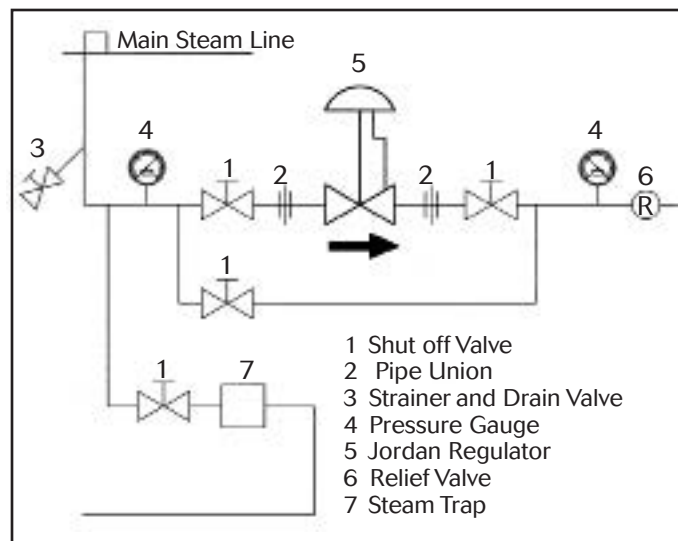 Main Steam Line
5
4
4
3
1
2
2
1
6
R
1
1
7
1 Shut off Valve
2 Pipe Union
3 Strainer and Drain Valve
4 Pressure Gauge
5 Jordan Regulator
6 Relief Valve
7 Steam Trap